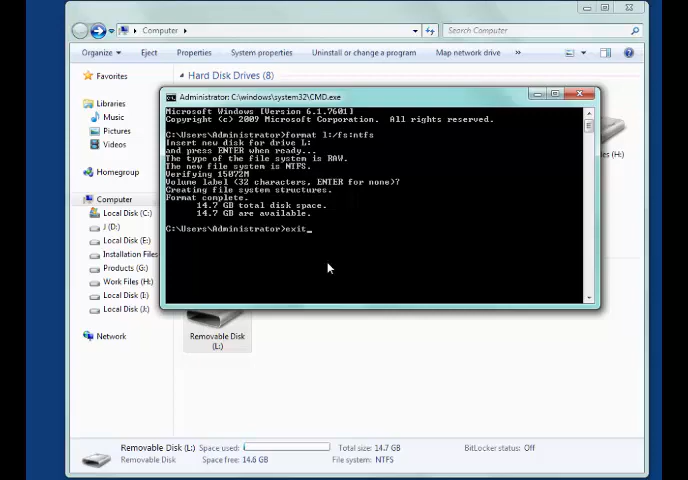 Computer
Search Computer
Organize
Eject
Properties
System properties
Uninstall or change a program
Map network drive
»
Favorites
Libraries
Music
Pictures
Videos
Homegroup
Computer
Local Disk (C:)
J (D:)
Local Disk (E:)
Installation Files
Products (G:)
Work Files (H:)
Local Disk (I:)
Local Disk (J:)
Network
Hard Disk Drives (8)
Administrator: C:\windows\system32\CMD.exe
Microsoft Windows [Version 6.1.7601]
Copyright (c) 2009 Microsoft Corporation. All rights reserved.
C:\Users\Administrator>format l:/fs:ntfs
Insert new disk for drive L:
and press ENTER when ready...
The type of the file system is RAW.
The new file system is NTFS.
Verifying 15072M
Volume label (32 characters, ENTER for none)?
Creating file system structures.
Format complete.
14.7 GB total disk space.
14.7 GB are available.
C:\Users\Administrator>exit_
(H:)
Removable Disk
(L:)
Removable Disk (L:) Space used: Total size: 14.7 GB BitLocker status: Off
Removable Disk Space free: 14.6 GB File system: NTFS